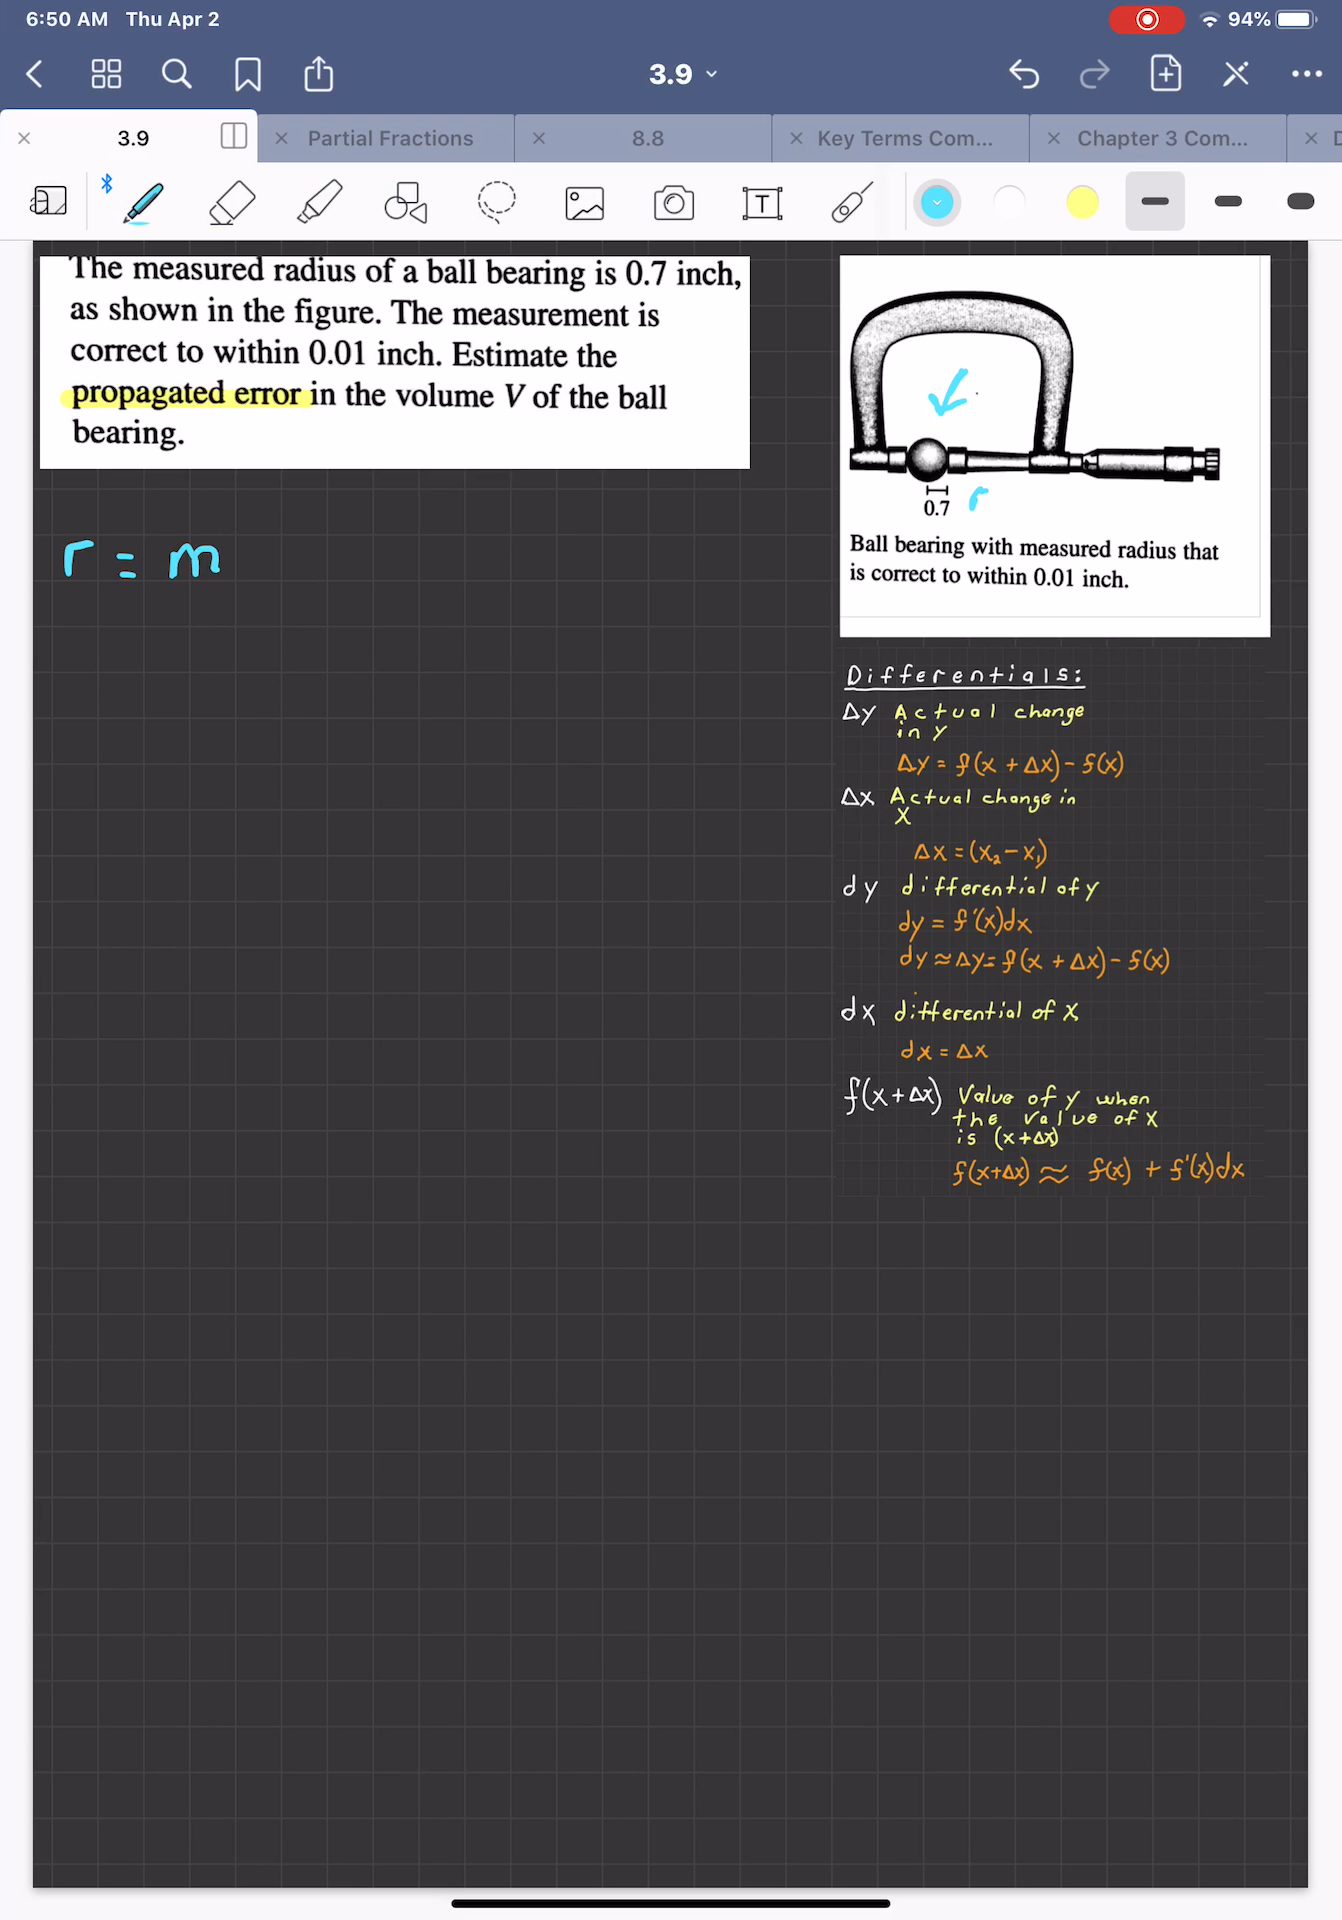 6:50 AM Thu Apr 2
94%
3.9
3.9
Partial Fractions
8.8
Key Terms Com...
Chapter 3 Com...
D
a
T
The measured radius of a ball bearing is 0.7 inch,
as shown in the figure. The measurement is
correct to within 0.01 inch. Estimate the
propagated error in the volume V of the ball
bearing.
r = m
r
0.7
Ball bearing with measured radius that
is correct to within 0.01 inch.
Differentials:
Δy Actual change
in y
Δy = f(x + Δx) - f(x)
Δx Actual change in
x
Δx = (x₂ - x₁)
dy differential of y
dy = f'(x)dx
dy ≈ Δy = f(x + Δx) - f(x)
dx differential of x
dx = Δx
f(x+Δx) Value of y when
the value of x
is (x+Δx)
f(x+Δx) ≈ f(x) + f'(x)dx